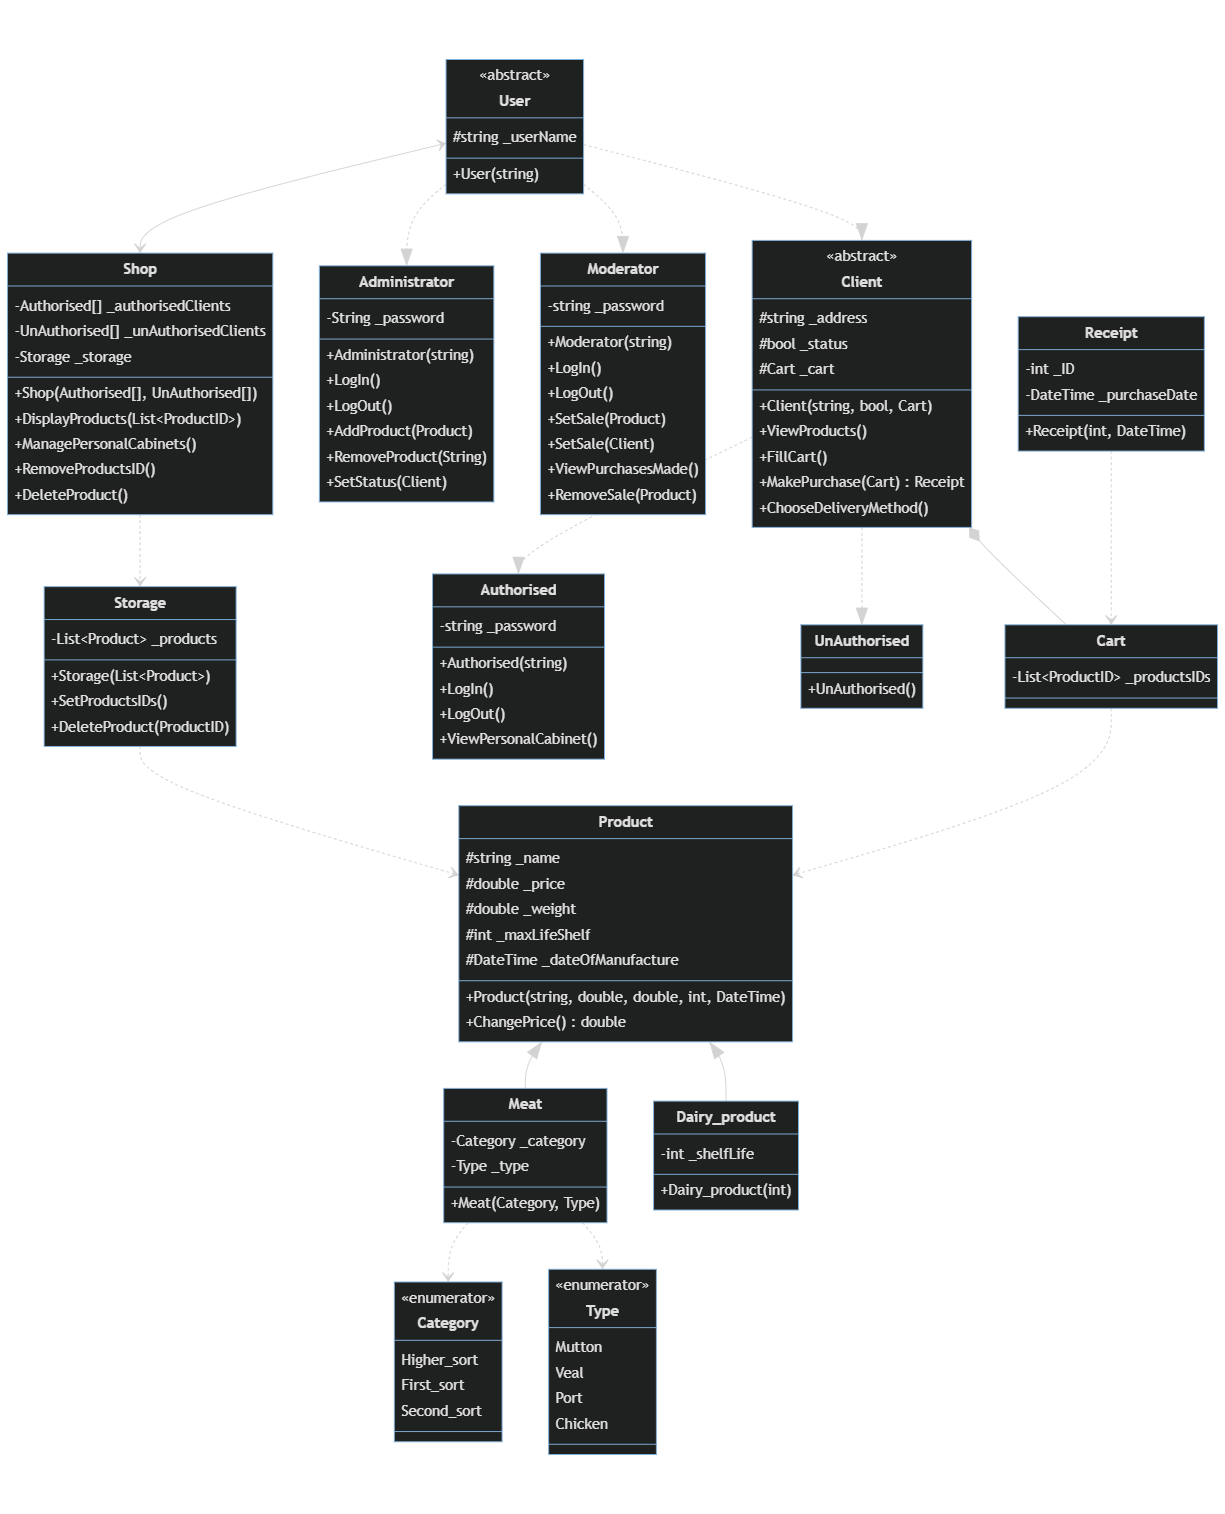 «abstract»
User
#string _userName
+User(string)
Shop
-Authorised[] _authorisedClients
-UnAuthorised[] _unAuthorisedClients
-Storage _storage
+Shop(Authorised[], UnAuthorised[])
+DisplayProducts(List<ProductID>)
+ManagePersonalCabinets()
+RemoveProductsID()
+DeleteProduct()
Administrator
-String _password
+Administrator(string)
+LogIn()
+LogOut()
+AddProduct(Product)
+RemoveProduct(String)
+SetStatus(Client)
Moderator
-string _password
+Moderator(string)
+LogIn()
+LogOut()
+SetSale(Product)
+SetSale(Client)
+ViewPurchasesMade()
+RemoveSale(Product)
«abstract»
Client
#string _address
#bool _status
#Cart _cart
+Client(string, bool, Cart)
+ViewProducts()
+FillCart()
+MakePurchase(Cart) : Receipt
+ChooseDeliveryMethod()
Receipt
-int _ID
-DateTime _purchaseDate
+Receipt(int, DateTime)
Storage
-List<Product> _products
+Storage(List<Product>)
+SetProductsIDs()
+DeleteProduct(ProductID)
Authorised
-string _password
+Authorised(string)
+LogIn()
+LogOut()
+ViewPersonalCabinet()
UnAuthorised
+UnAuthorised()
Cart
-List<ProductID> _productsIDs
Product
#string _name
#double _price
#double _weight
#int _maxLifeShelf
#DateTime _dateOfManufacture
+Product(string, double, double, int, DateTime)
+ChangePrice() : double
Meat
-Category _category
-Type _type
+Meat(Category, Type)
Dairy_product
-int _shelfLife
+Dairy_product(int)
«enumerator»
Category
Higher_sort
First_sort
Second_sort
«enumerator»
Type
Mutton
Veal
Port
Chicken